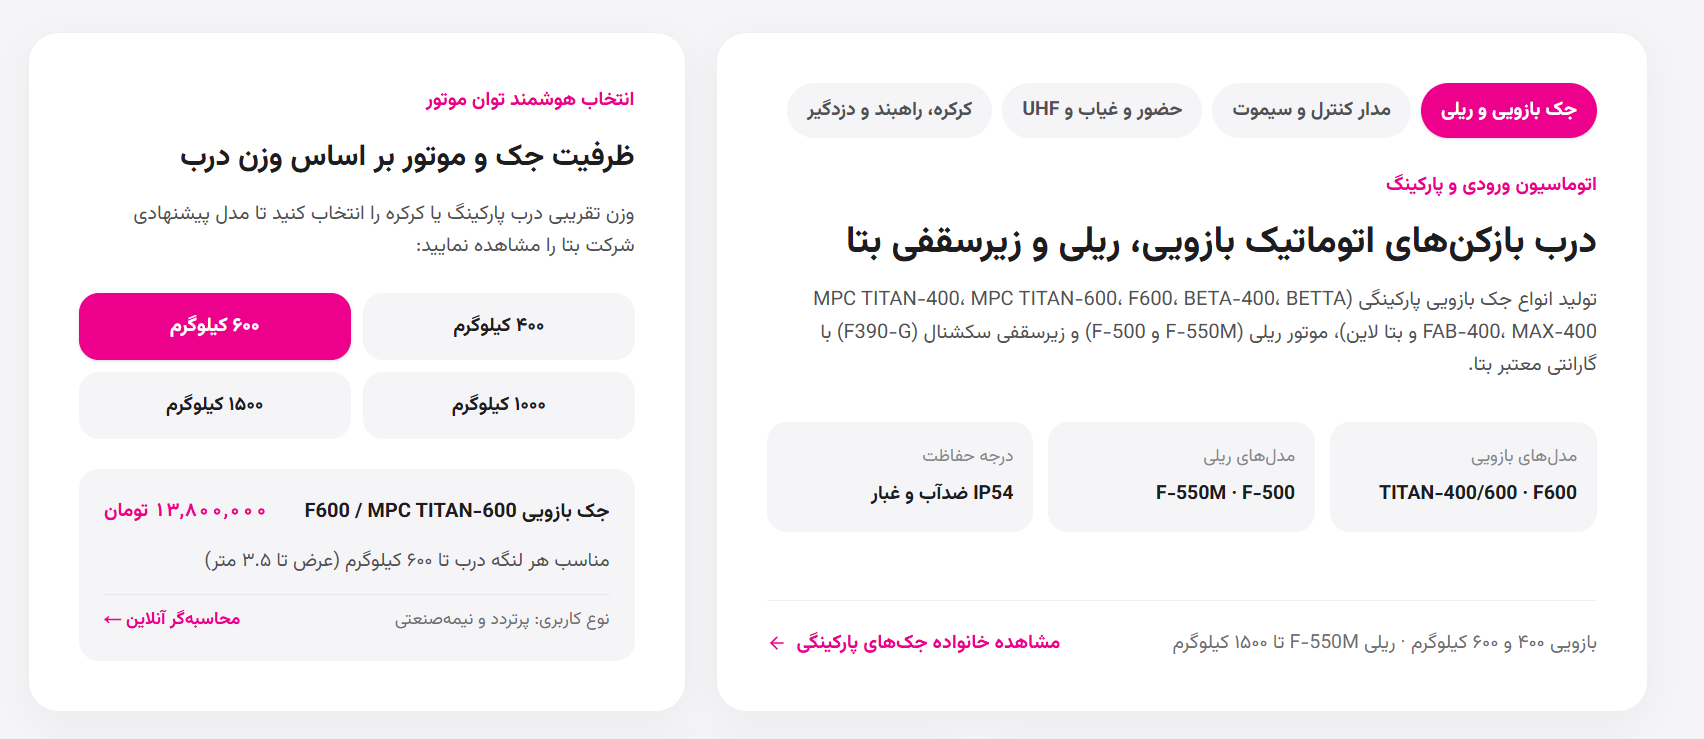 جک بازویی و ریلی
مدار کنترل و سیموت
حضور و غیاب و UHF
کرکره، راهبند و دزدگیر
اتوماسیون ورودی و پارکینگ
درب بازکن‌های اتوماتیک بازویی، ریلی و زیرسقفی بتا
تولید انواع جک بازویی پارکینگی (MPC TITAN-400، MPC TITAN-600، F600، BETA-400، BETTA
FAB-400، MAX-400 و بتا لاین)، موتور ریلی (F-550M و F-500) و زیرسقفی سکشنال (F390-G) با
گارانتی معتبر بتا.
مدل‌های بازویی
TITAN-400/600 · F600
مدل‌های ریلی
F-550M · F-500
درجه حفاظت
IP54 ضدآب و غبار
بازویی ۴۰۰ و ۶۰۰ کیلوگرم · ریلی F-550M تا ۱۵۰۰ کیلوگرم
مشاهده خانواده جک‌های پارکینگی ←
انتخاب هوشمند توان موتور
ظرفیت جک و موتور بر اساس وزن درب
وزن تقریبی درب پارکینگ یا کرکره را انتخاب کنید تا مدل پیشنهادی
شرکت بتا را مشاهده نمایید:
۴۰۰ کیلوگرم
۶۰۰ کیلوگرم
۱۰۰۰ کیلوگرم
۱۵۰۰ کیلوگرم
جک بازویی F600 / MPC TITAN-600
۱۳,۸۰۰,۰۰۰ تومان
مناسب هر لنگه درب تا ۶۰۰ کیلوگرم (عرض تا ۳.۵ متر)
نوع کاربری: پرتردد و نیمه‌صنعتی
محاسبه‌گر آنلاین ←